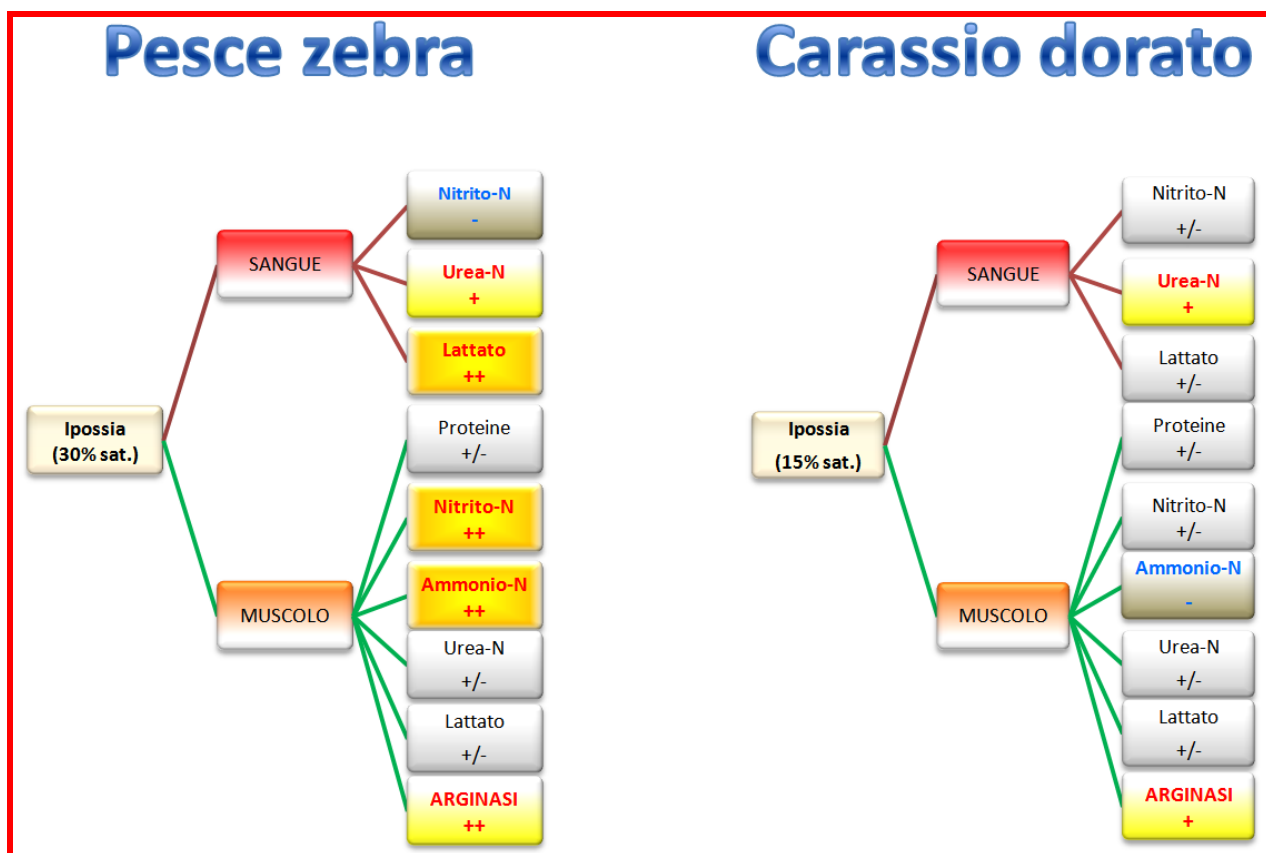 Pesce zebra
Nitrito-N
-
SANGUE
Urea-N
+
Lattato
++
Ipossia
(30% sat.)
Proteine
+/-
Nitrito-N
++
MUSCOLO
Ammonio-N
++
Urea-N
+/-
Lattato
+/-
ARGINASI
++
Carassio dorato
Nitrito-N
+/-
SANGUE
Urea-N
+
Lattato
+/-
Ipossia
(15% sat.)
Proteine
+/-
Nitrito-N
+/-
MUSCOLO
Ammonio-N
-
Urea-N
+/-
Lattato
+/-
ARGINASI
+